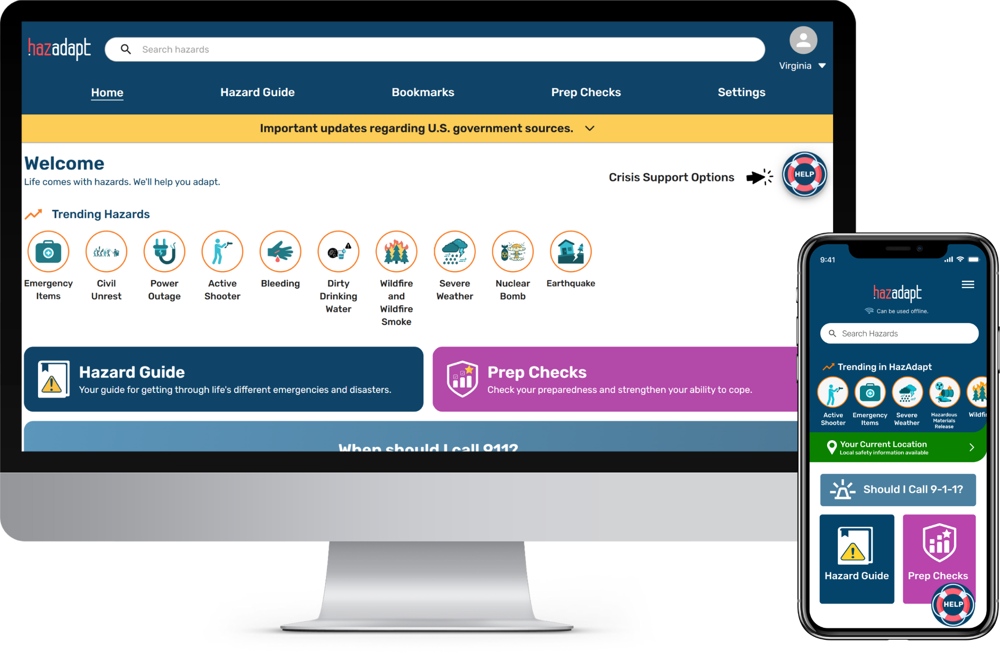 hazadapt
Search hazards
Virginia
Home
Hazard Guide
Bookmarks
Prep Checks
Settings
Important updates regarding U.S. government sources.
Welcome
Life comes with hazards. We'll help you adapt.
Crisis Support Options
HELP
Trending Hazards
Emergency
Items
Civil
Unrest
Power
Outage
Active
Shooter
Bleeding
Dirty
Drinking
Water
Wildfire
and
Wildfire
Smoke
Severe
Weather
Nuclear
Bomb
Earthquake
Hazard Guide
Your guide for getting through life's different emergencies and disasters.
Prep Checks
Check your preparedness and strengthen your ability to cope.
When should I call 911?
9:41
hazadapt
Can be used offline.
Search Hazards
Trending in HazAdapt
Active
Shooter
Emergency
Items
Severe
Weather
Hazardous
Materials
Release
Wildfir
Your Current Location
Local safety information available
Should I Call 9-1-1?
Hazard Guide
Prep Checks
HELP